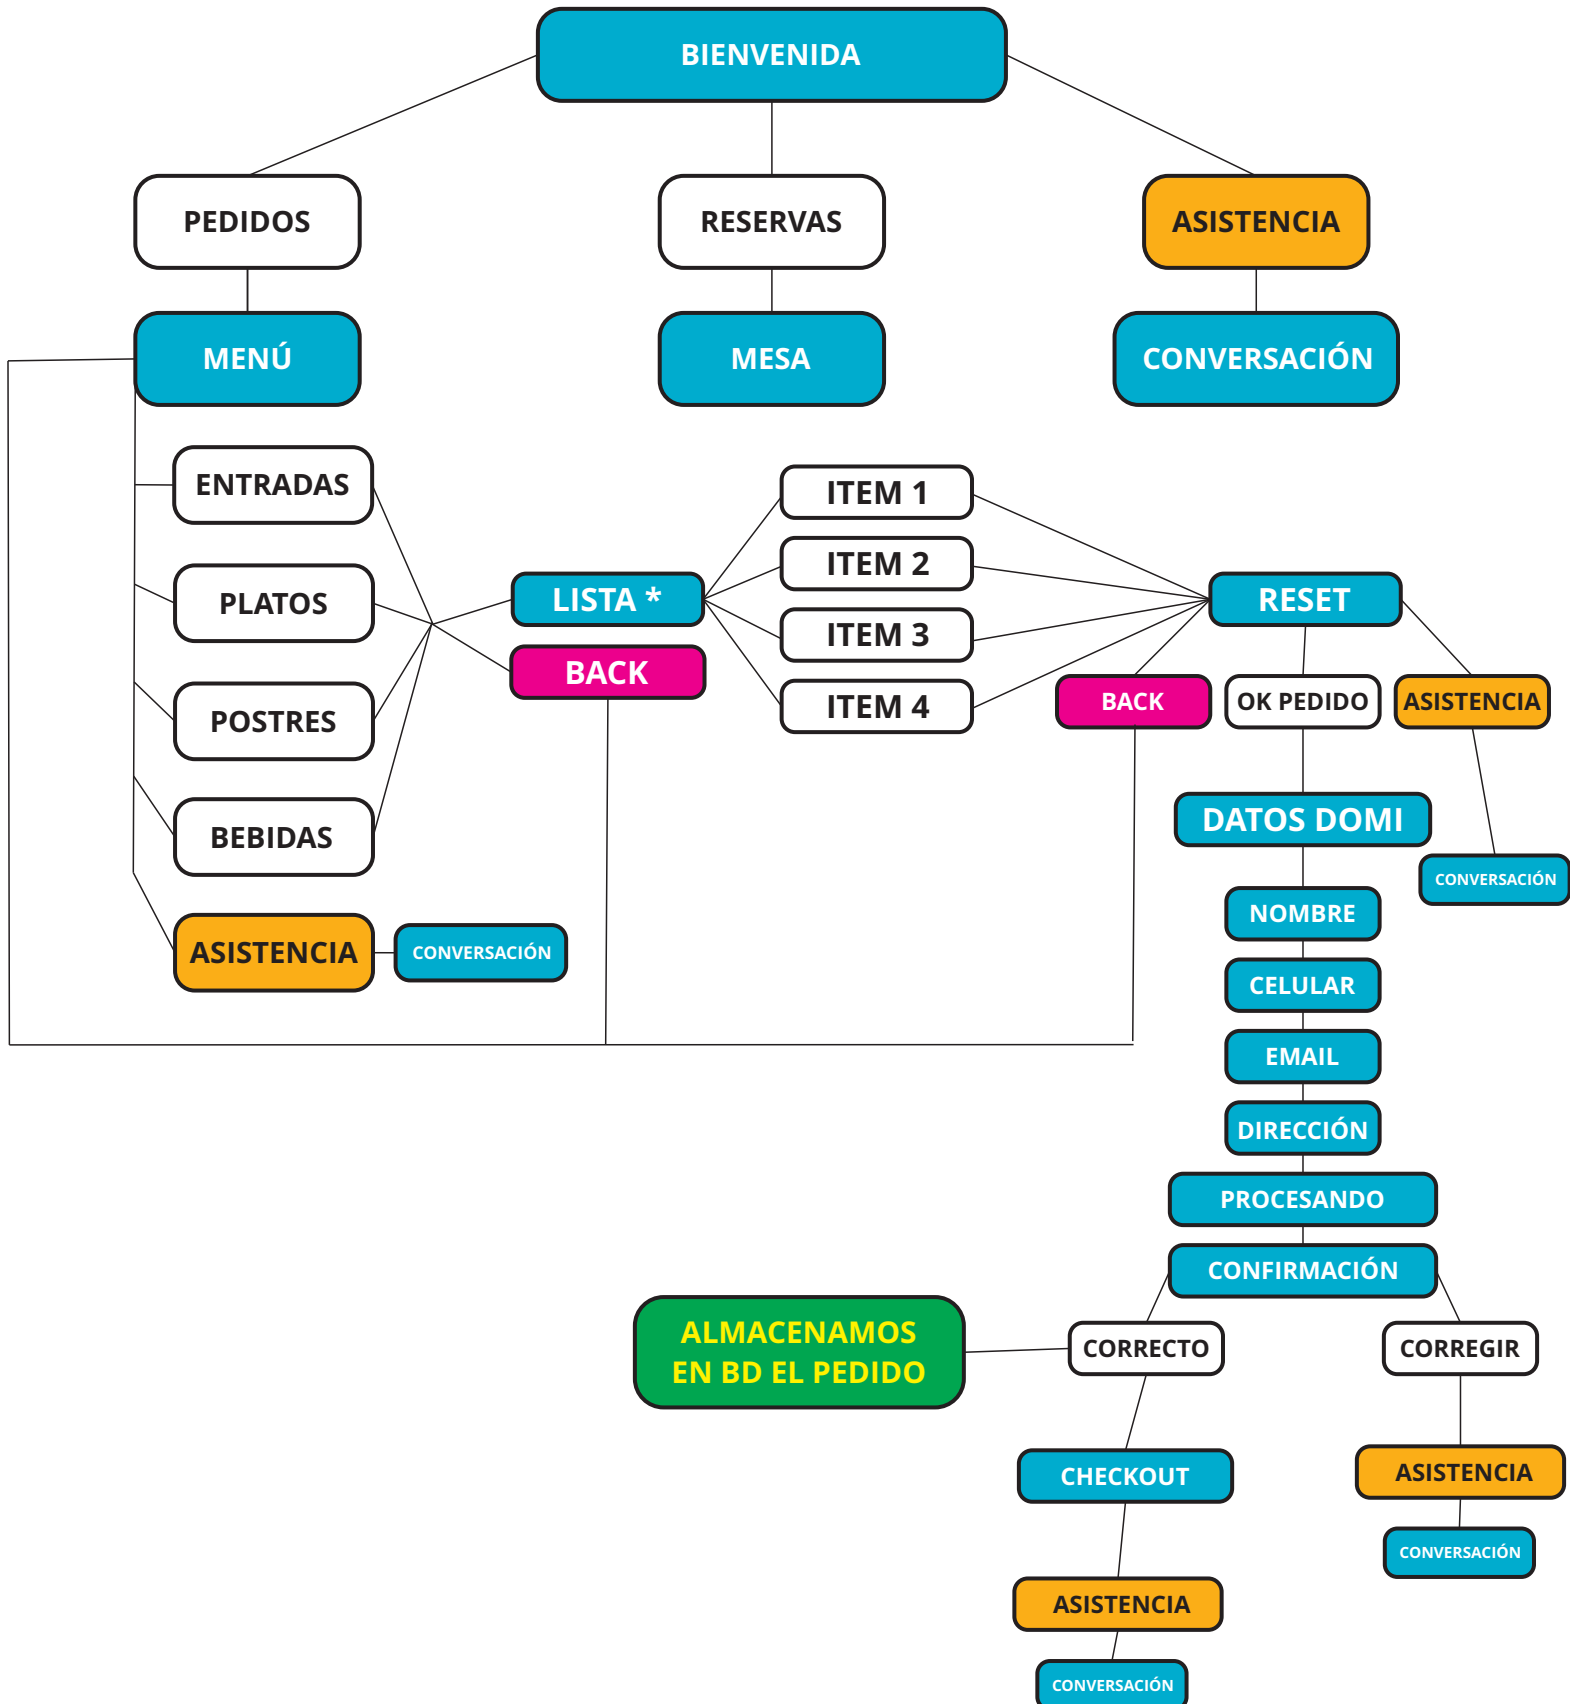 BIENVENIDA
PEDIDOS
RESERVAS
ASISTENCIA
MENÚ
MESA
CONVERSACIÓN
ENTRADAS
PLATOS
POSTRES
BEBIDAS
ASISTENCIA
CONVERSACIÓN
LISTA *
BACK
ITEM 1
ITEM 2
ITEM 3
ITEM 4
RESET
BACK
OK PEDIDO
ASISTENCIA
DATOS DOMI
CONVERSACIÓN
NOMBRE
CELULAR
EMAIL
DIRECCIÓN
PROCESANDO
CONFIRMACIÓN
ALMACENAMOS
EN BD EL PEDIDO
CORRECTO
CORREGIR
CHECKOUT
ASISTENCIA
CONVERSACIÓN
ASISTENCIA
CONVERSACIÓN